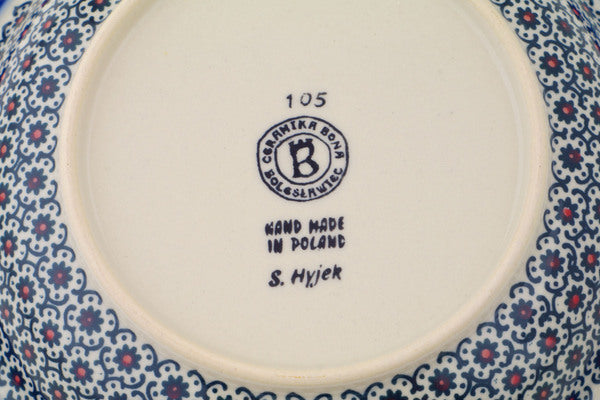 105
CERAMIKA BONA
B
BOLESŁAWIEC
HAND MADE
IN POLAND
S. Hyjek